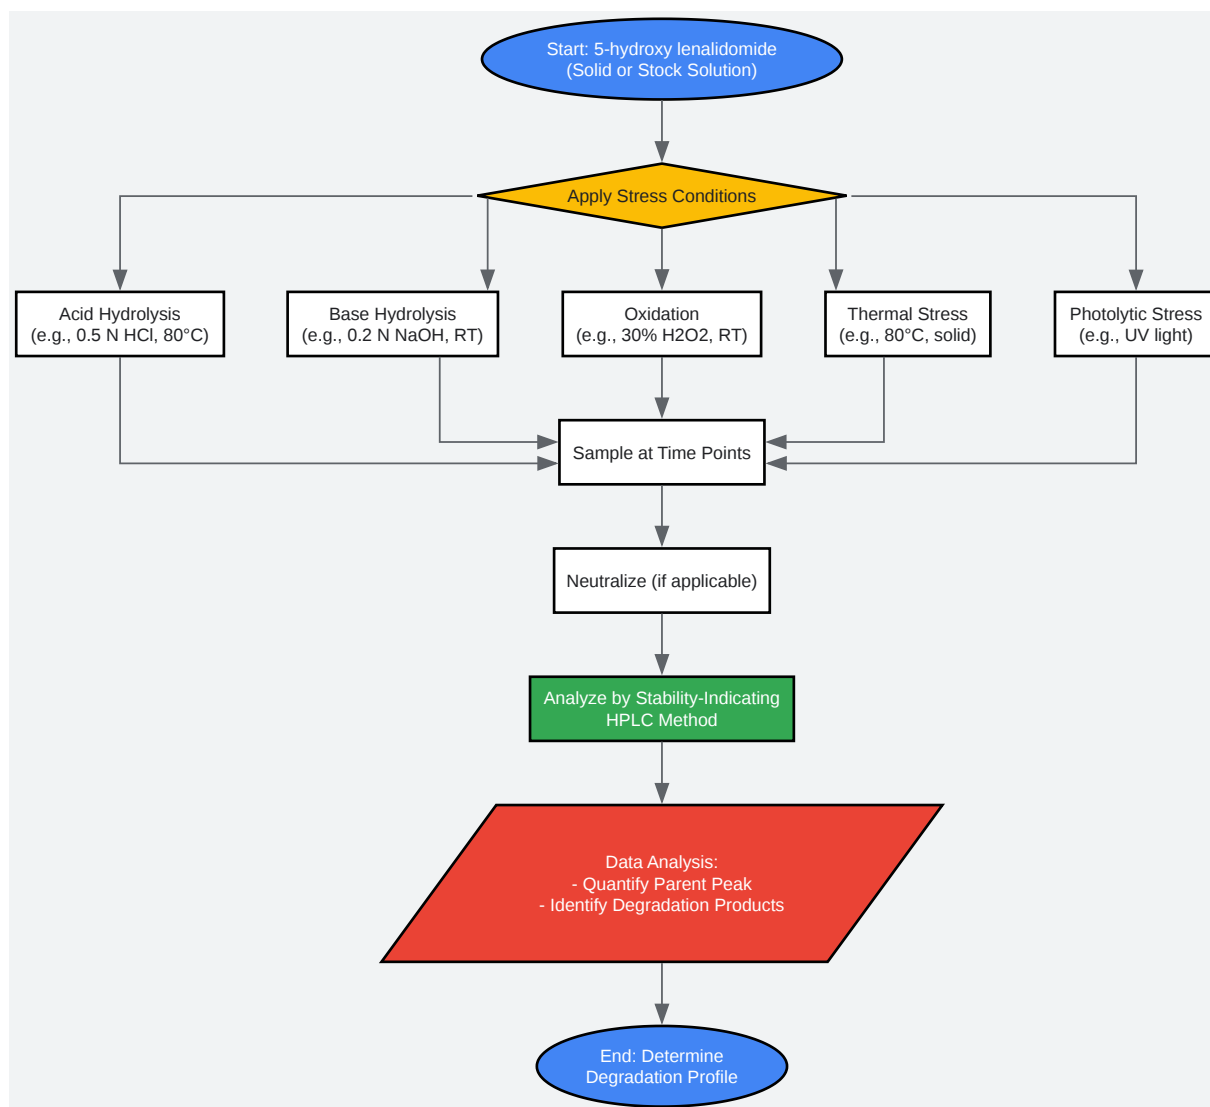 Start: 5-hydroxy lenalidomide
(Solid or Stock Solution)
Apply Stress Conditions
Acid Hydrolysis
(e.g., 0.5 N HCl, 80°C)
Base Hydrolysis
(e.g., 0.2 N NaOH, RT)
Oxidation
(e.g., 30% H2O2, RT)
Thermal Stress
(e.g., 80°C, solid)
Photolytic Stress
(e.g., UV light)
Sample at Time Points
Neutralize (if applicable)
Analyze by Stability-Indicating
HPLC Method
Data Analysis:
- Quantify Parent Peak
- Identify Degradation Products
End: Determine
Degradation Profile